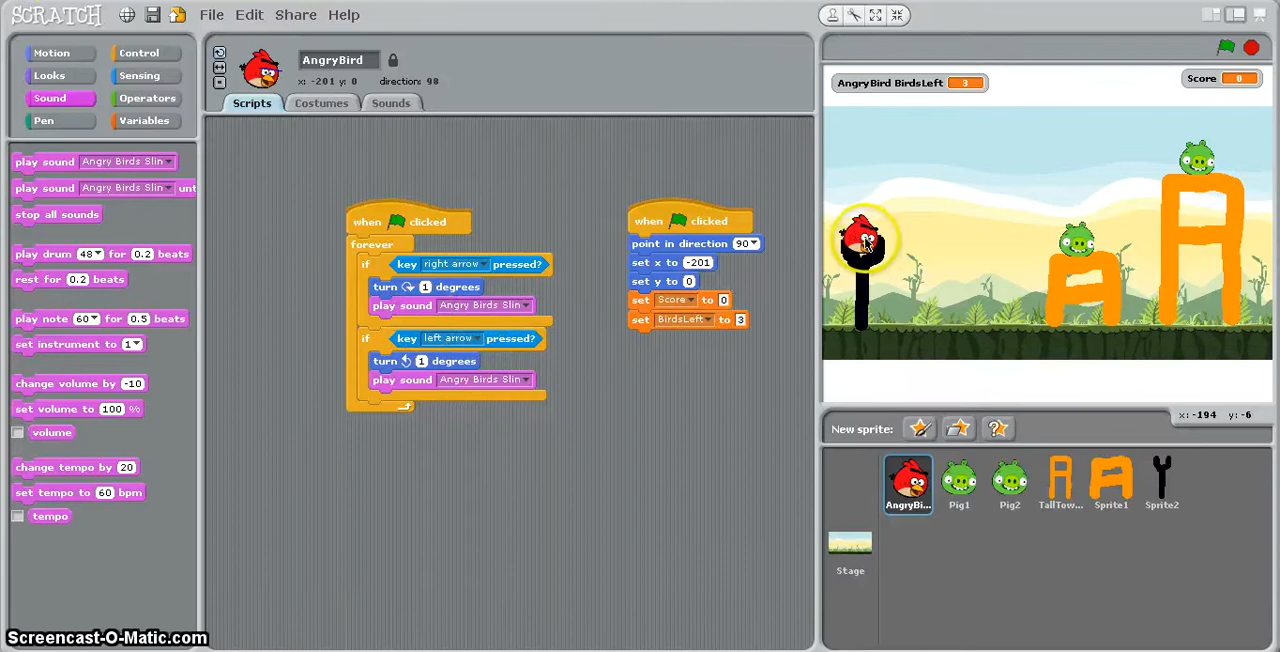 SCRATCH File Edit Share Help
Motion Control
Looks Sensing
Sound Operators
Pen Variables
play sound Angry Birds Slin
play sound Angry Birds Slin unt
stop all sounds
play drum 48 for 0.2 beats
rest for 0.2 beats
play note 60 for 0.5 beats
set instrument to 1
change volume by -10
set volume to 100 %
volume
change tempo by 20
set tempo to 60 bpm
tempo
AngryBird
x: -201 y: 0 direction: 98
Scripts Costumes Sounds
when clicked
forever
if key right arrow pressed?
turn 1 degrees
play sound Angry Birds Slin
if key left arrow pressed?
turn 1 degrees
play sound Angry Birds Slin
when clicked
point in direction 90
set x to -201
set y to 0
set Score to 0
set BirdsLeft to 3
AngryBird BirdsLeft 3
Score 0
x: -194 y: -6
New sprite:
AngryBi... Pig1 Pig2 TallTow... Sprite1 Sprite2
Stage
Screencast-O-Matic.com